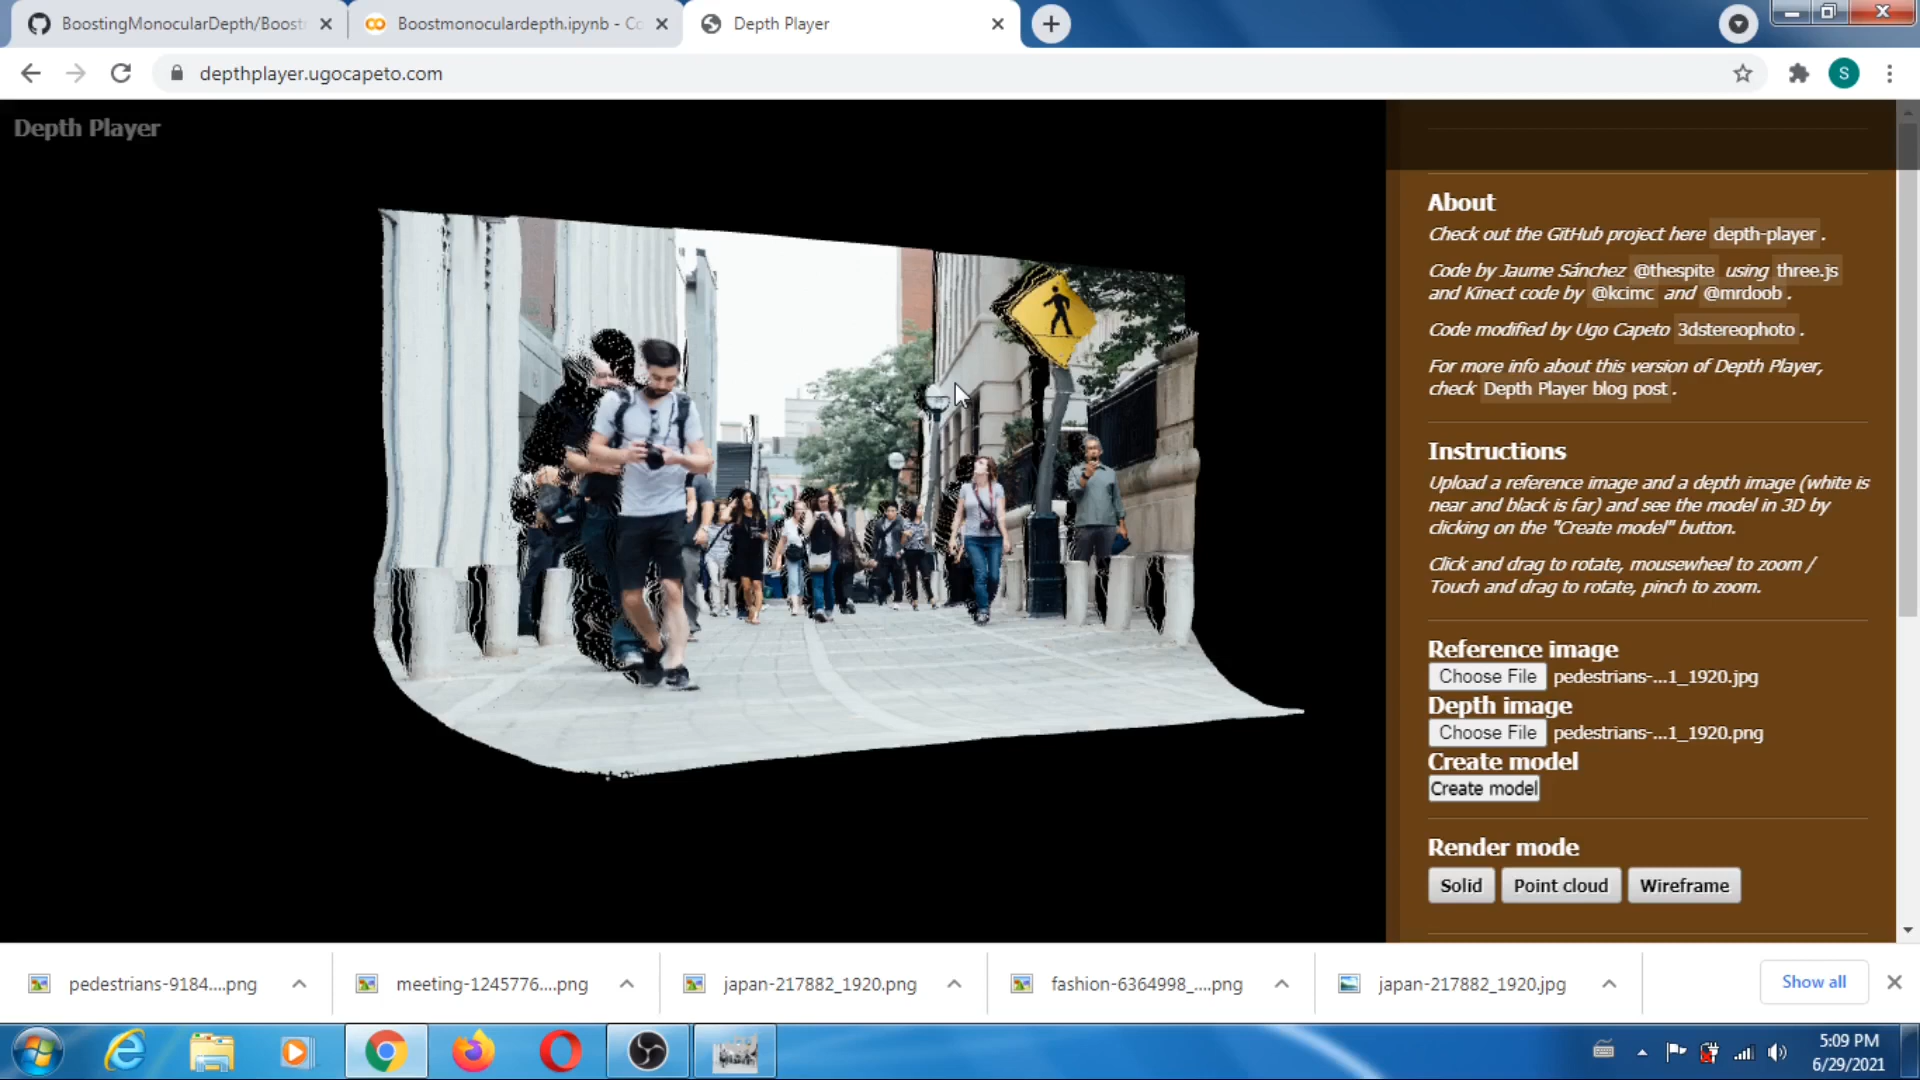 BoostingMonocularDepth/Boost
Boostmonoculardepth.ipynb - Co
Depth Player
depthplayer.ugocapeto.com
S
Depth Player
About
Check out the GitHub project here depth-player .
Code by Jaume Sánchez @thespite using three.js
and Kinect code by @kcimc and @mrdoob .
Code modified by Ugo Capeto 3dstereophoto .
For more info about this version of Depth Player,
check Depth Player blog post .
Instructions
Upload a reference image and a depth image (white is
near and black is far) and see the model in 3D by
clicking on the "Create model" button.
Click and drag to rotate, mousewheel to zoom /
Touch and drag to rotate, pinch to zoom.
Reference image
Choose File pedestrians-...1_1920.jpg
Depth image
Choose File pedestrians-...1_1920.png
Create model
Create model
Render mode
Solid Point cloud Wireframe
pedestrians-9184....png
meeting-1245776....png
japan-217882_1920.png
fashion-6364998_....png
japan-217882_1920.jpg
Show all
5:09 PM
6/29/2021